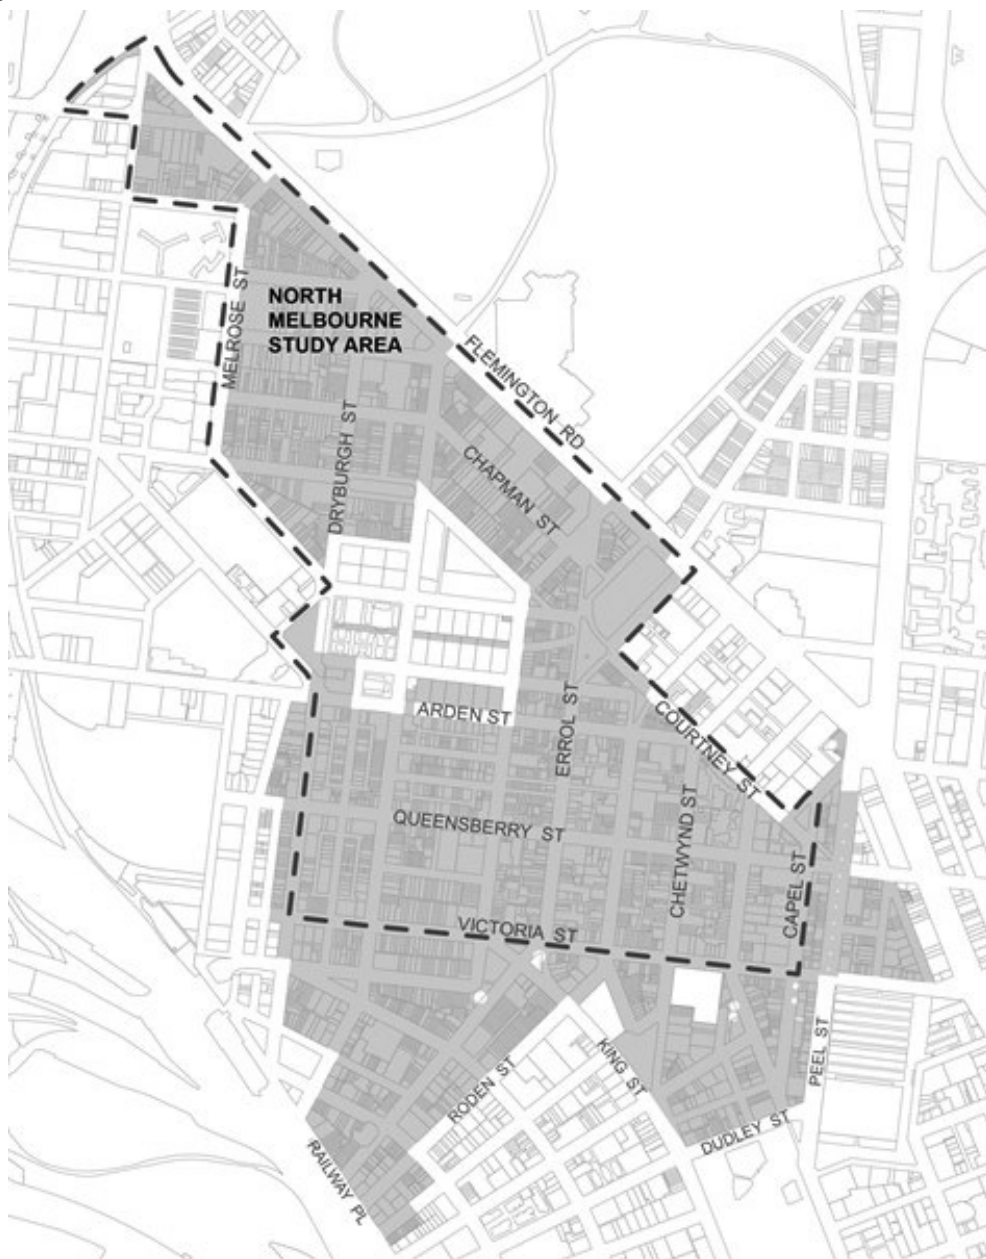 NORTH
MELBOURNE
STUDY AREA
MELROSE ST
FLEMINGTON RD
DRYBURGH ST
CHAPMAN ST
ARDEN ST
ERROL ST
COURTNEY ST
QUEENSBERRY ST
CHETWYND ST
CAPEL ST
VICTORIA ST
PEEL ST
KING ST
RODEN ST
DUDLEY ST
RAILWAY PL